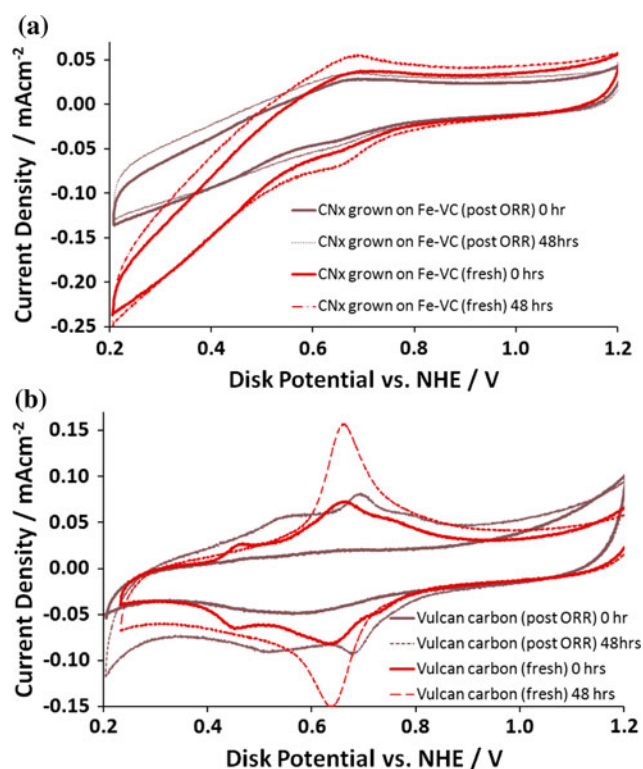 (a)
0.05
0.00
-0.05
-0.10
-0.15
-0.20
-0.25
Current Density / mAcm-2
CNx grown on Fe-VC (post ORR) 0 hr
CNx grown on Fe-VC (post ORR) 48hrs
CNx grown on Fe-VC (fresh) 0 hrs
CNx grown on Fe-VC (fresh) 48 hrs
0.2 0.4 0.6 0.8 1.0 1.2
Disk Potential vs. NHE / V
(b)
0.15
0.10
0.05
0.00
-0.05
-0.10
-0.15
Current Density / mAcm-2
Vulcan carbon (post ORR) 0 hr
Vulcan carbon (post ORR) 48hrs
Vulcan carbon (fresh) 0 hrs
Vulcan carbon (fresh) 48 hrs
0.2 0.4 0.6 0.8 1.0 1.2
Disk Potential vs. NHE / V